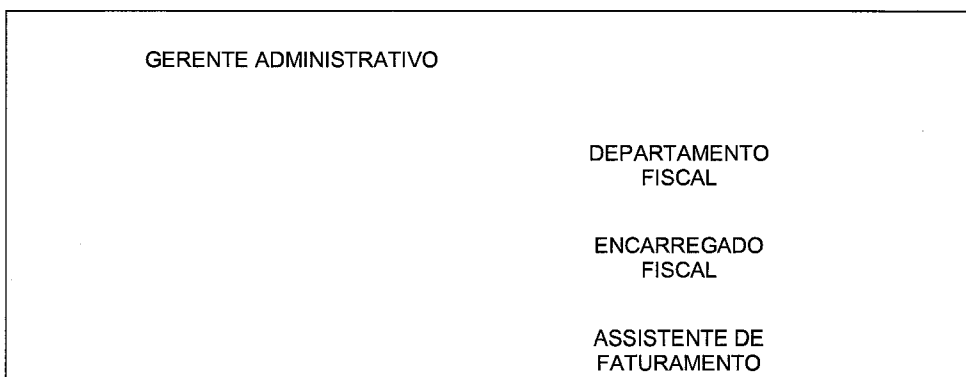 GERENTE ADMINISTRATIVO
DEPARTAMENTO
FISCAL
ENCARREGADO
FISCAL
ASSISTENTE DE
FATURAMENTO